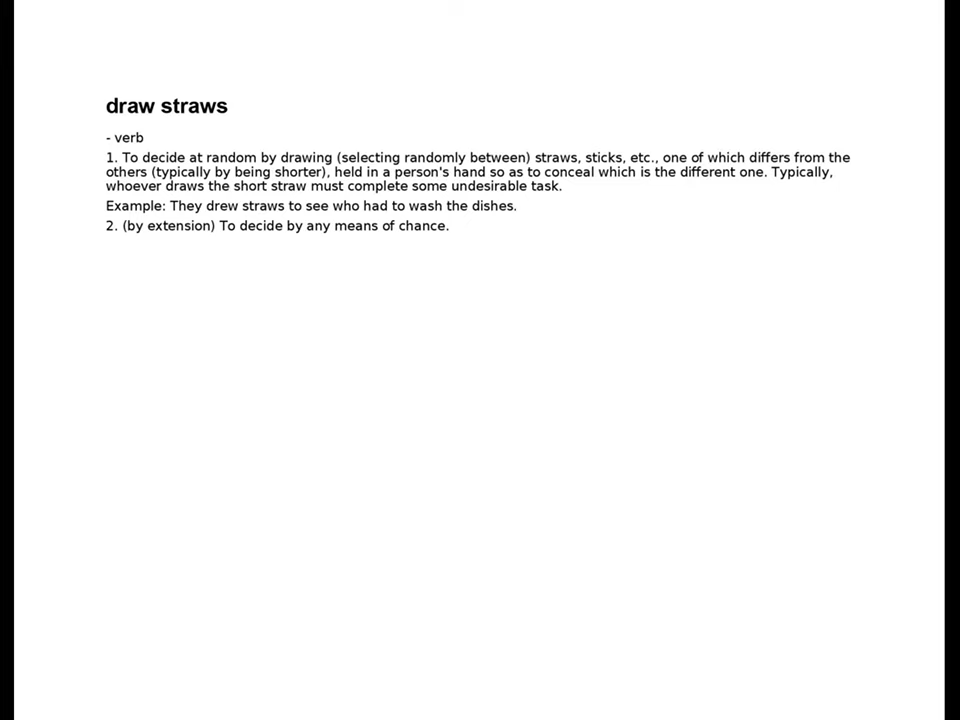 draw straws
- verb
1. To decide at random by drawing (selecting randomly between) straws, sticks, etc., one of which differs from the
others (typically by being shorter), held in a person's hand so as to conceal which is the different one. Typically,
whoever draws the short straw must complete some undesirable task.
Example: They drew straws to see who had to wash the dishes.
2. (by extension) To decide by any means of chance.